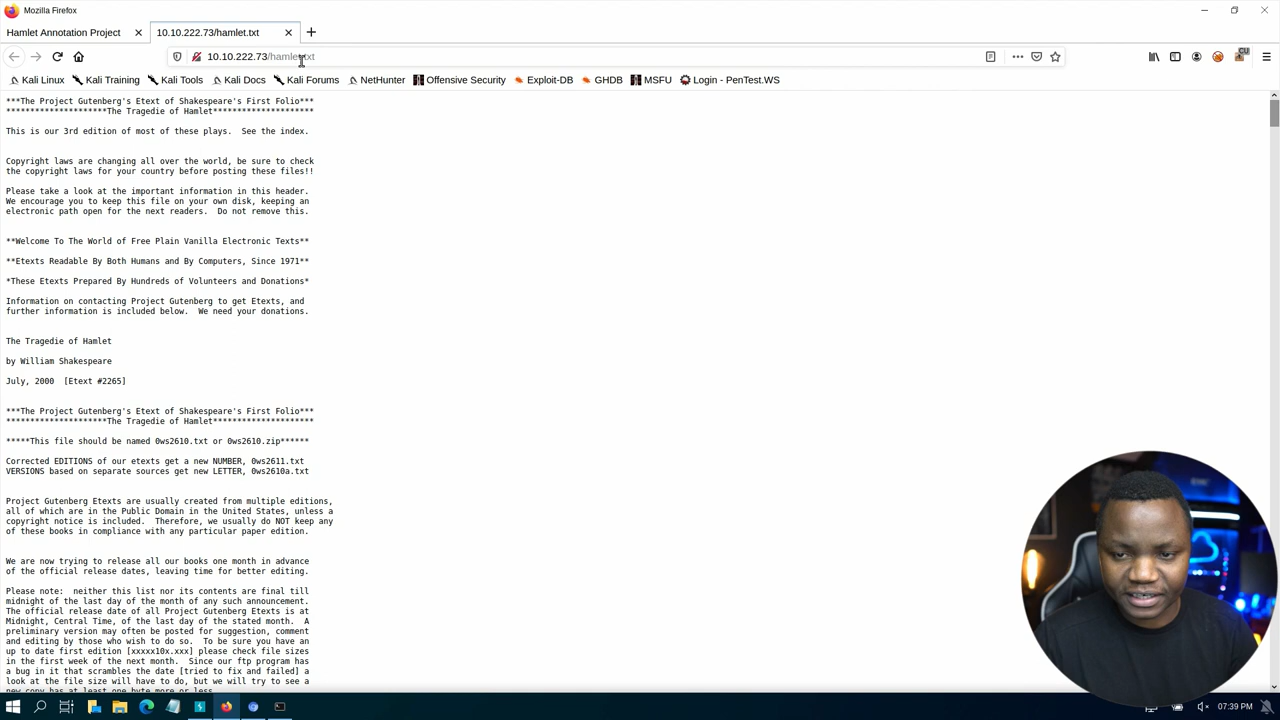 Mozilla Firefox
Hamlet Annotation Project
10.10.222.73/hamlet.txt
10.10.222.73/hamlet.txt
Kali Linux Kali Training Kali Tools Kali Docs Kali Forums NetHunter Offensive Security Exploit-DB GHDB MSFU Login - PenTest.WS
***The Project Gutenberg's Etext of Shakespeare's First Folio***
*********************The Tragedie of Hamlet*********************
This is our 3rd edition of most of these plays.  See the index.
Copyright laws are changing all over the world, be sure to check
the copyright laws for your country before posting these files!!
Please take a look at the important information in this header.
We encourage you to keep this file on your own disk, keeping an
electronic path open for the next readers.  Do not remove this.
**Welcome To The World of Free Plain Vanilla Electronic Texts**
**Etexts Readable By Both Humans and By Computers, Since 1971**
*These Etexts Prepared By Hundreds of Volunteers and Donations*
Information on contacting Project Gutenberg to get Etexts, and
further information is included below.  We need your donations.
The Tragedie of Hamlet
by William Shakespeare
July, 2000  [Etext #2265]
***The Project Gutenberg's Etext of Shakespeare's First Folio***
*********************The Tragedie of Hamlet*********************
*****This file should be named 0ws2610.txt or 0ws2610.zip******
Corrected EDITIONS of our etexts get a new NUMBER, 0ws2611.txt
VERSIONS based on separate sources get new LETTER, 0ws2610a.txt
Project Gutenberg Etexts are usually created from multiple editions,
all of which are in the Public Domain in the United States, unless a
copyright notice is included.  Therefore, we usually do NOT keep any
of these books in compliance with any particular paper edition.
We are now trying to release all our books one month in advance
of the official release dates, leaving time for better editing.
Please note:  neither this list nor its contents are final till
midnight of the last day of the month of any such announcement.
The official release date of all Project Gutenberg Etexts is at
Midnight, Central Time, of the last day of the stated month.  A
preliminary version may often be posted for suggestion, comment
and editing by those who wish to do so.  To be sure you have an
up to date first edition [xxxxx10x.xxx] please check file sizes
in the first week of the next month.  Since our ftp program has
a bug in it that scrambles the date [tried to fix and failed] a
look at the file size will have to do, but we will try to see a
new copy has at least one byte more or less.
07:39 PM